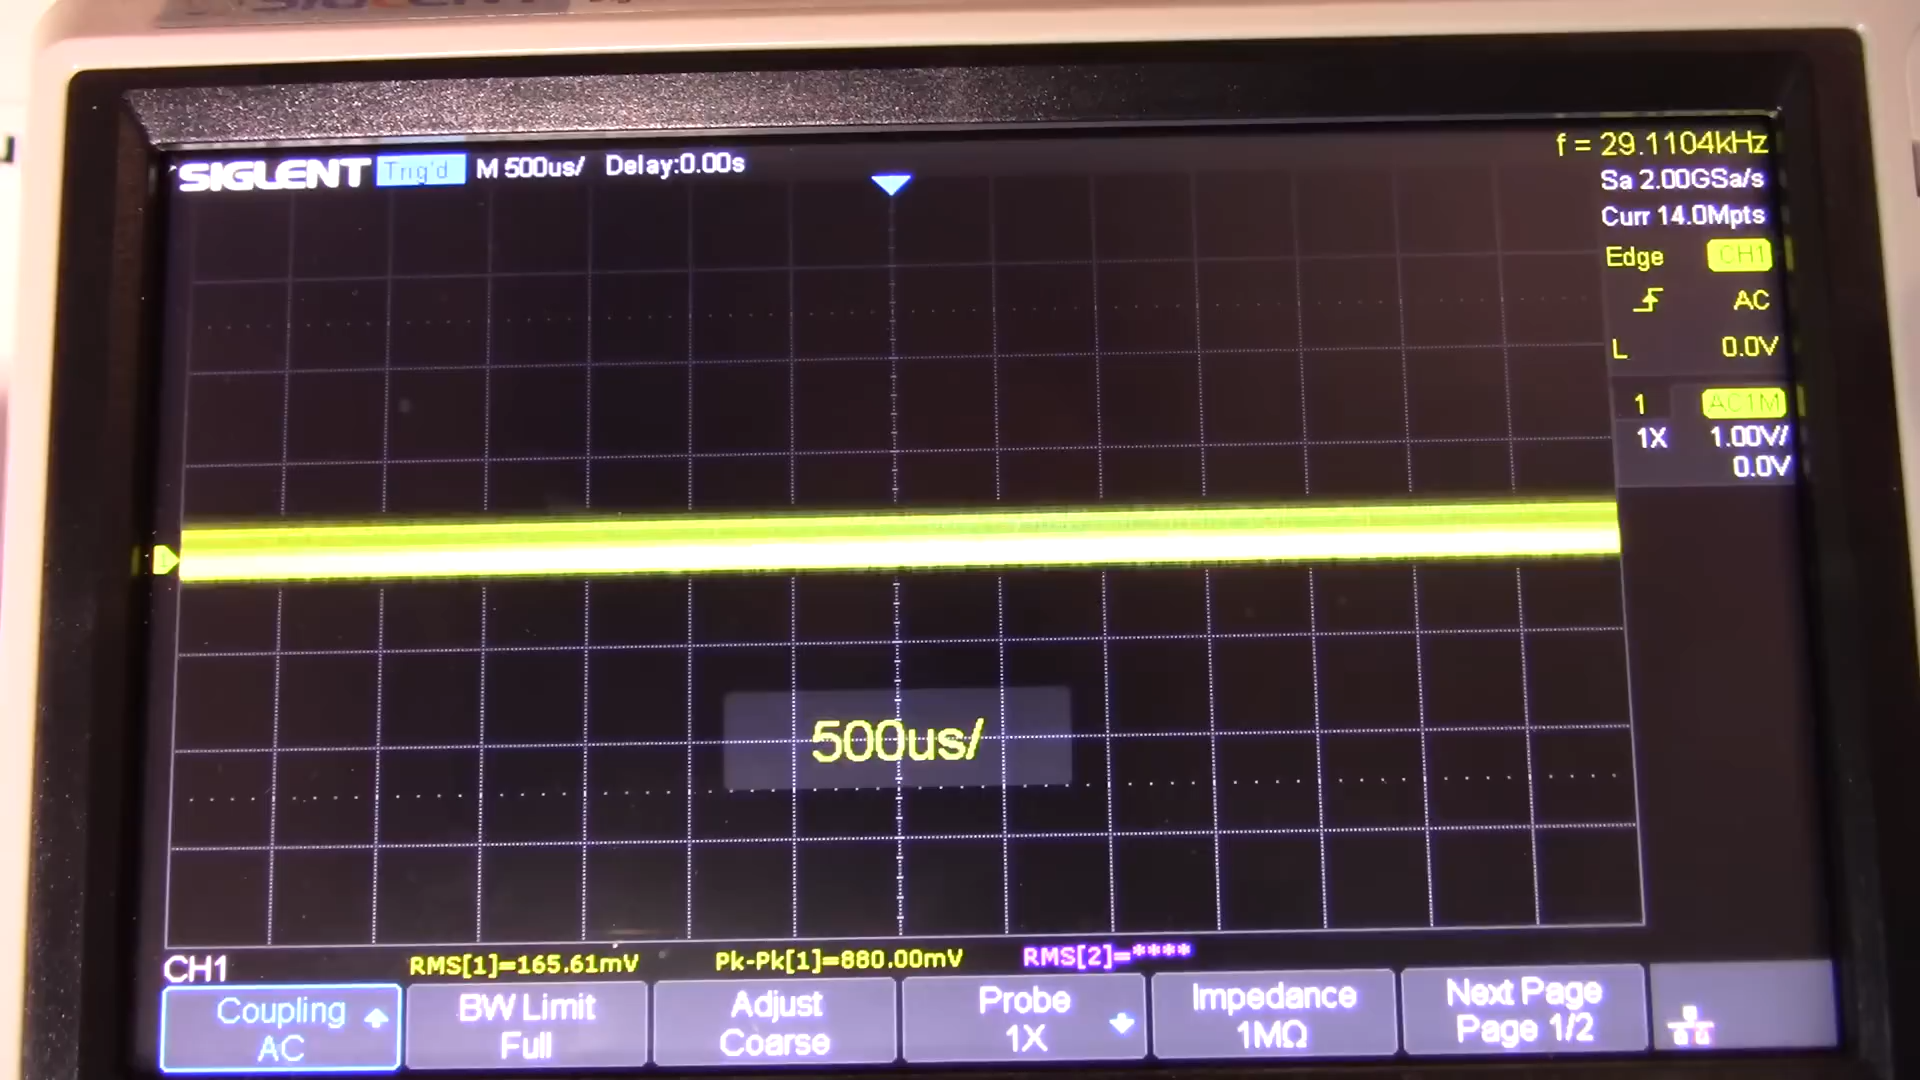 SIGLENT Trig'd M 500us/ Delay:0.00s
f = 29.1104kHz
Sa 2.00GSa/s
Curr 14.0Mpts
Edge CH1
AC
L 0.0V
1 AC1M
1X 1.00V/
0.0V
500us/
CH1 RMS[1]=165.61mV Pk-Pk[1]=880.00mV RMS[2]=****
Coupling
AC
BW Limit
Full
Adjust
Coarse
Probe
1X
Impedance
1MΩ
Next Page
Page 1/2